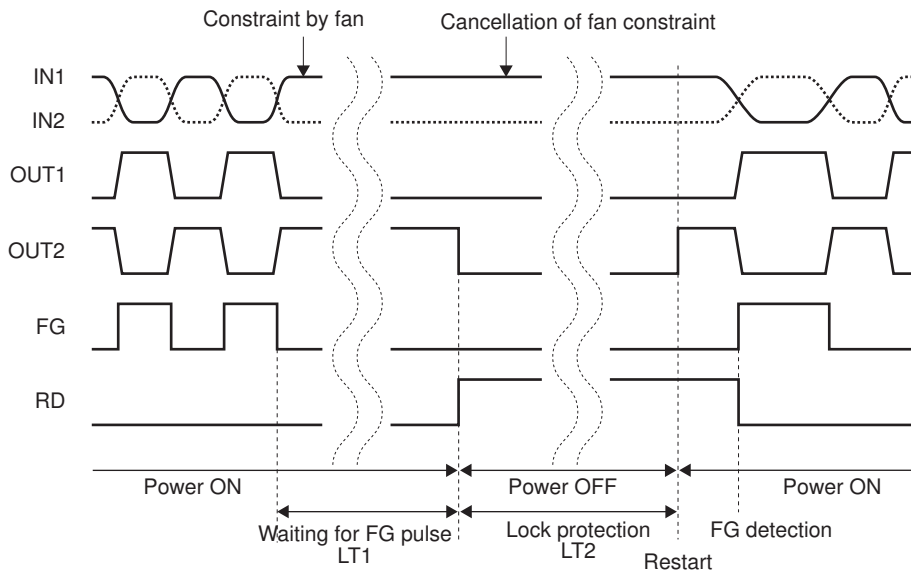 Constraint by fan
Cancellation of fan constraint
IN1
IN2
OUT1
OUT2
FG
RD
Power ON
Power OFF
Power ON
Waiting for FG pulse
LT1
Lock protection
LT2
FG detection
Restart